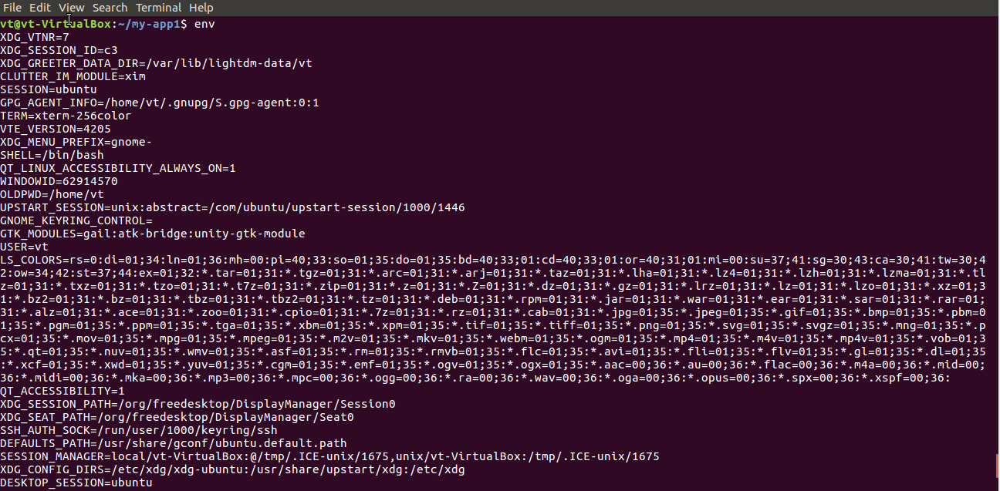 File Edit View Search Terminal Help
vt@vt-VirtualBox:~/my-app1$ env
XDG_VTNR=7
XDG_SESSION_ID=c3
XDG_GREETER_DATA_DIR=/var/lib/lightdm-data/vt
CLUTTER_IM_MODULE=xim
SESSION=ubuntu
GPG_AGENT_INFO=/home/vt/.gnupg/S.gpg-agent:0:1
TERM=xterm-256color
VTE_VERSION=4205
XDG_MENU_PREFIX=gnome-
SHELL=/bin/bash
QT_LINUX_ACCESSIBILITY_ALWAYS_ON=1
WINDOWID=62914570
OLDPWD=/home/vt
UPSTART_SESSION=unix:abstract=/com/ubuntu/upstart-session/1000/1446
GNOME_KEYRING_CONTROL=
GTK_MODULES=gail:atk-bridge:unity-gtk-module
USER=vt
LS_COLORS=rs=0:di=01;34:ln=01;36:mh=00:pi=40;33:so=01;35:do=01;35:bd=40;33;01:cd=40;33;01:or=40;31;01:mi=00:su=37;41:sg=30;43:ca=30;41:tw=30;4
2:ow=34;42:st=37;44:ex=01;32:*.tar=01;31:*.tgz=01;31:*.arc=01;31:*.arj=01;31:*.taz=01;31:*.lha=01;31:*.lz4=01;31:*.lzh=01;31:*.lzma=01;31:*.tl
z=01;31:*.txz=01;31:*.tzo=01;31:*.t7z=01;31:*.zip=01;31:*.z=01;31:*.Z=01;31:*.dz=01;31:*.gz=01;31:*.lrz=01;31:*.lz=01;31:*.lzo=01;31:*.xz=01;3
1:*.bz2=01;31:*.bz=01;31:*.tbz=01;31:*.tbz2=01;31:*.tz=01;31:*.deb=01;31:*.rpm=01;31:*.jar=01;31:*.war=01;31:*.ear=01;31:*.sar=01;31:*.rar=01;
31:*.alz=01;31:*.ace=01;31:*.zoo=01;31:*.cpio=01;31:*.7z=01;31:*.rz=01;31:*.cab=01;31:*.jpg=01;35:*.jpeg=01;35:*.gif=01;35:*.bmp=01;35:*.pbm=0
1;35:*.pgm=01;35:*.ppm=01;35:*.tga=01;35:*.xbm=01;35:*.xpm=01;35:*.tif=01;35:*.tiff=01;35:*.png=01;35:*.svg=01;35:*.svgz=01;35:*.mng=01;35:*.p
cx=01;35:*.mov=01;35:*.mpg=01;35:*.mpeg=01;35:*.m2v=01;35:*.mkv=01;35:*.webm=01;35:*.ogm=01;35:*.mp4=01;35:*.m4v=01;35:*.mp4v=01;35:*.vob=01;3
5:*.qt=01;35:*.nuv=01;35:*.wmv=01;35:*.asf=01;35:*.rm=01;35:*.rmvb=01;35:*.flc=01;35:*.avi=01;35:*.fli=01;35:*.flv=01;35:*.gl=01;35:*.dl=01;35
:*.xcf=01;35:*.xwd=01;35:*.yuv=01;35:*.cgm=01;35:*.emf=01;35:*.ogv=01;35:*.ogx=01;35:*.aac=00;36:*.au=00;36:*.flac=00;36:*.m4a=00;36:*.mid=00;
36:*.midi=00;36:*.mka=00;36:*.mp3=00;36:*.mpc=00;36:*.ogg=00;36:*.ra=00;36:*.wav=00;36:*.oga=00;36:*.opus=00;36:*.spx=00;36:*.xspf=00;36:
QT_ACCESSIBILITY=1
XDG_SESSION_PATH=/org/freedesktop/DisplayManager/Session0
XDG_SEAT_PATH=/org/freedesktop/DisplayManager/Seat0
SSH_AUTH_SOCK=/run/user/1000/keyring/ssh
DEFAULTS_PATH=/usr/share/gconf/ubuntu.default.path
SESSION_MANAGER=local/vt-VirtualBox:@/tmp/.ICE-unix/1675,unix/vt-VirtualBox:/tmp/.ICE-unix/1675
XDG_CONFIG_DIRS=/etc/xdg/xdg-ubuntu:/usr/share/upstart/xdg:/etc/xdg
DESKTOP_SESSION=ubuntu